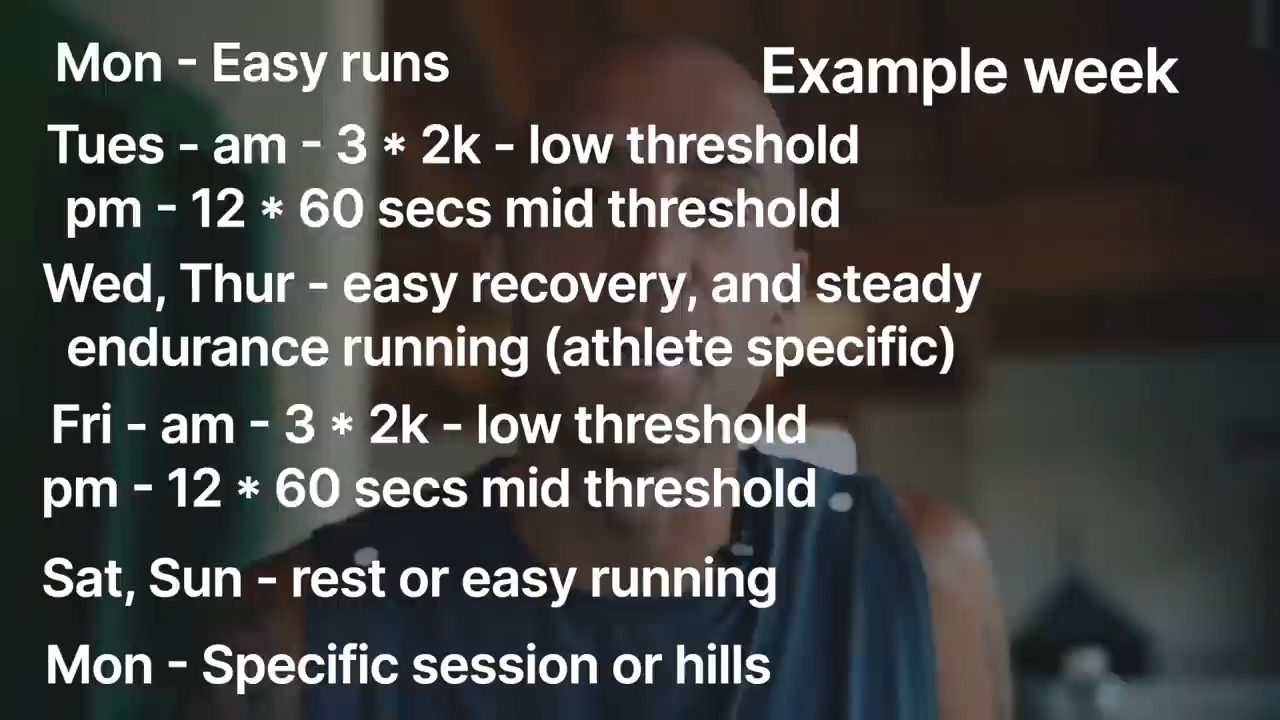 Example week
Mon - Easy runs
Tues - am - 3 * 2k - low threshold
pm - 12 * 60 secs mid threshold
Wed, Thur - easy recovery, and steady
endurance running (athlete specific)
Fri - am - 3 * 2k - low threshold
pm - 12 * 60 secs mid threshold
Sat, Sun - rest or easy running
Mon - Specific session or hills